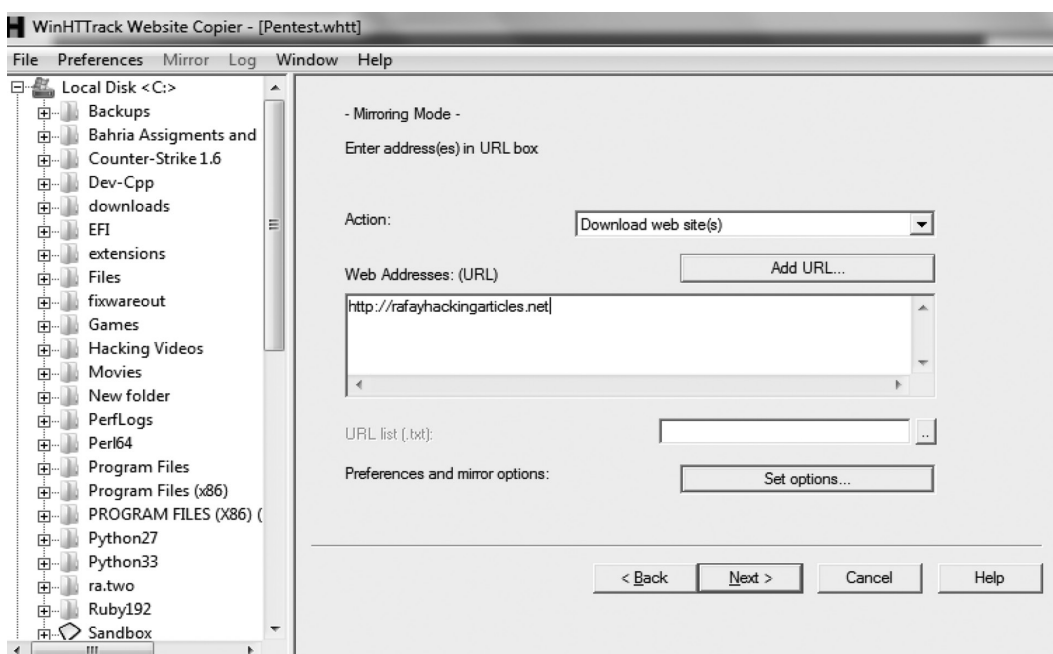 WinHTTrack Website Copier - [Pentest.whtt]
File Preferences Mirror Log Window Help
Local Disk <C:>
Backups
Bahria Assigments and
Counter-Strike 1.6
Dev-Cpp
downloads
EFI
extensions
Files
fixwareout
Games
Hacking Videos
Movies
New folder
PerfLogs
Perl64
Program Files
Program Files (x86)
PROGRAM FILES (X86) (
Python27
Python33
ra.two
Ruby192
Sandbox
- Mirroring Mode -
Enter address(es) in URL box
Action:
Download web site(s)
Web Addresses: (URL)
Add URL...
http://rafayhackingarticles.net
URL list (.txt):
..
Preferences and mirror options:
Set options...
< Back Next > Cancel Help